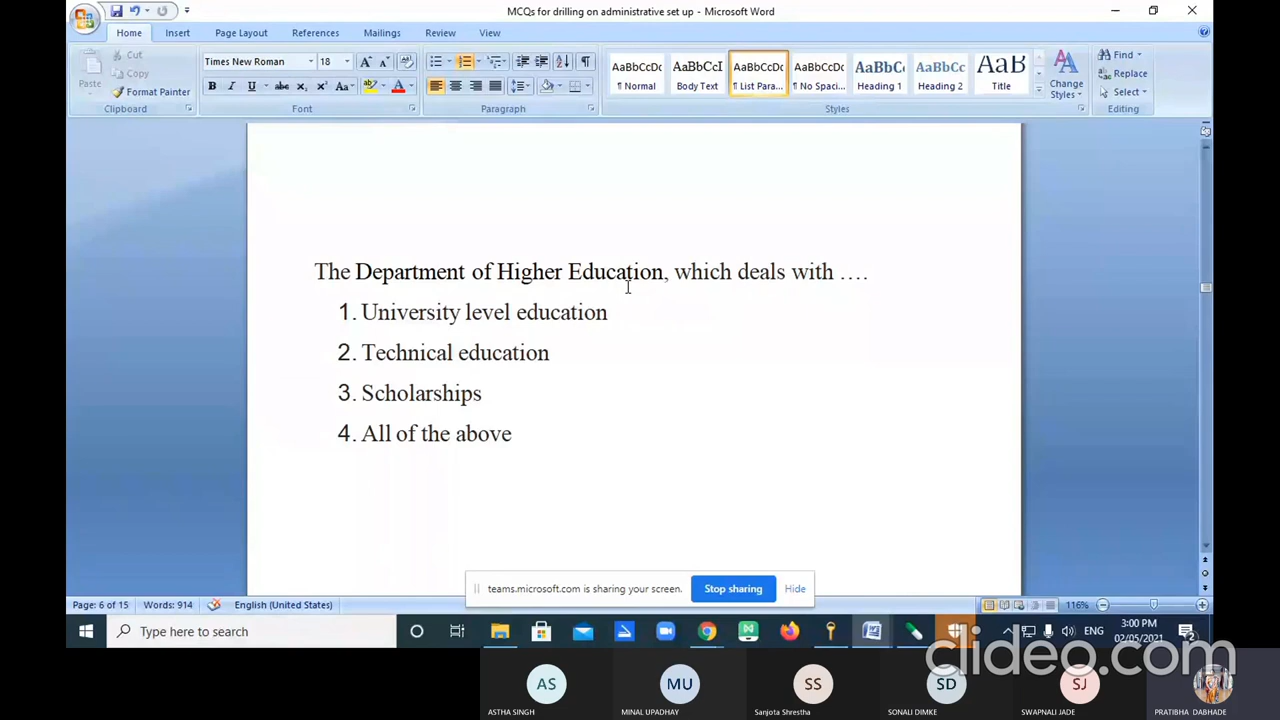 MCQs for drilling on administrative set up - Microsoft Word
Home Insert Page Layout References Mailings Review View
Paste
Cut
Copy
Format Painter
Clipboard
Times New Roman 18
Font
Paragraph
AaBbCcDc AaBbCcI AaBbCcDc AaBbCcDc AaBbC AaBbCc AaB
¶ Normal Body Text ¶ List Para... ¶ No Spaci... Heading 1 Heading 2 Title
Change Styles
Styles
Find
Replace
Select
Editing
The Department of Higher Education, which deals with ….
1. University level education
2. Technical education
3. Scholarships
4. All of the above
teams.microsoft.com is sharing your screen. Stop sharing Hide
Page: 6 of 15 Words: 914 English (United States) 116%
Type here to search
ENG
3:00 PM
02/05/2021
clideo.com
AS MU SS SD SJ
ASTHA SINGH MINAL UPADHAY Sanjota Shrestha SONALI DIMKE SWAPNALI JADE PRATIBHA DABHADE